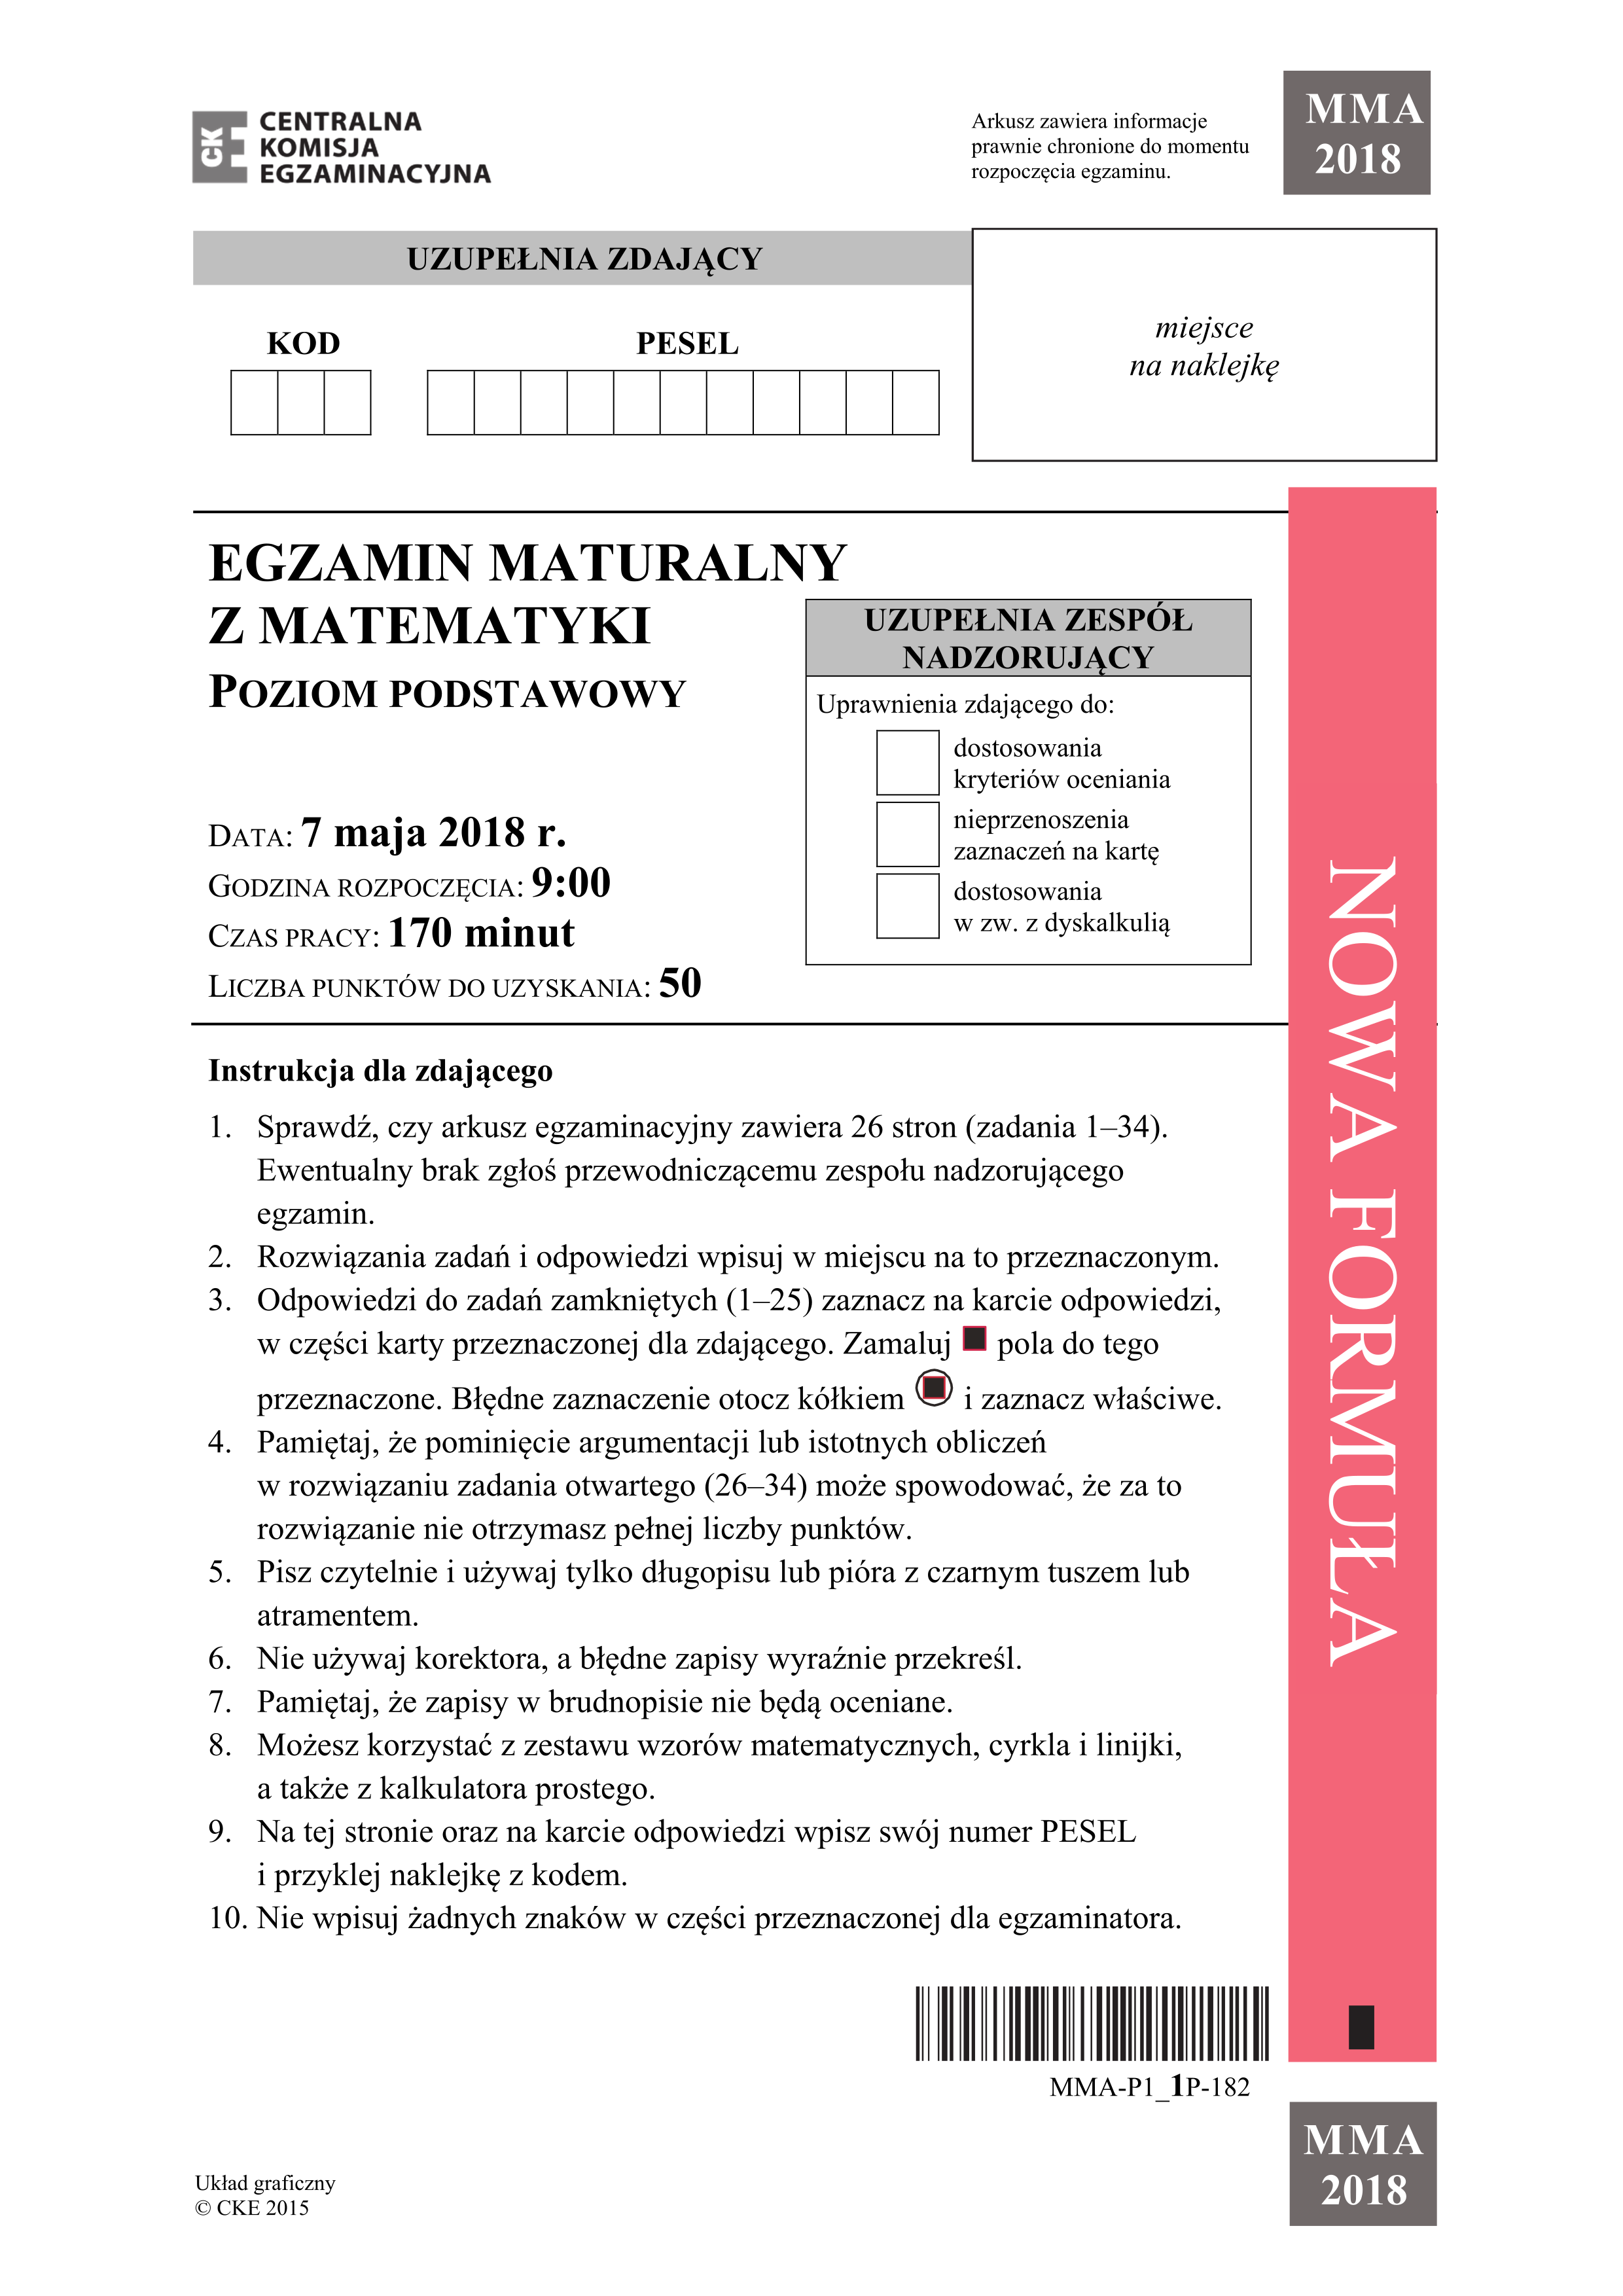 CENTRALNA
KOMISJA
EGZAMINACYJNA
CKE
Arkusz zawiera informacje
prawnie chronione do momentu
rozpoczęcia egzaminu.
MMA
2018
UZUPEŁNIA ZDAJĄCY
KOD
PESEL
miejsce
na naklejkę
EGZAMIN MATURALNY
Z MATEMATYKI
POZIOM PODSTAWOWY
DATA: 7 maja 2018 r.
GODZINA ROZPOCZĘCIA: 9:00
CZAS PRACY: 170 minut
LICZBA PUNKTÓW DO UZYSKANIA: 50
UZUPEŁNIA ZESPÓŁ
NADZORUJĄCY
Uprawnienia zdającego do:
dostosowania
kryteriów oceniania
nieprzenoszenia
zaznaczeń na kartę
dostosowania
w zw. z dyskalkulią
NOWA FORMUŁA
Instrukcja dla zdającego
1. Sprawdź, czy arkusz egzaminacyjny zawiera 26 stron (zadania 1–34).
Ewentualny brak zgłoś przewodniczącemu zespołu nadzorującego
egzamin.
2. Rozwiązania zadań i odpowiedzi wpisuj w miejscu na to przeznaczonym.
3. Odpowiedzi do zadań zamkniętych (1–25) zaznacz na karcie odpowiedzi,
w części karty przeznaczonej dla zdającego. Zamaluj pola do tego
przeznaczone. Błędne zaznaczenie otocz kółkiem i zaznacz właściwe.
4. Pamiętaj, że pominięcie argumentacji lub istotnych obliczeń
w rozwiązaniu zadania otwartego (26–34) może spowodować, że za to
rozwiązanie nie otrzymasz pełnej liczby punktów.
5. Pisz czytelnie i używaj tylko długopisu lub pióra z czarnym tuszem lub
atramentem.
6. Nie używaj korektora, a błędne zapisy wyraźnie przekreśl.
7. Pamiętaj, że zapisy w brudnopisie nie będą oceniane.
8. Możesz korzystać z zestawu wzorów matematycznych, cyrkla i linijki,
a także z kalkulatora prostego.
9. Na tej stronie oraz na karcie odpowiedzi wpisz swój numer PESEL
i przyklej naklejkę z kodem.
10. Nie wpisuj żadnych znaków w części przeznaczonej dla egzaminatora.
MMA-P1_1P-182
MMA
2018
Układ graficzny
© CKE 2015